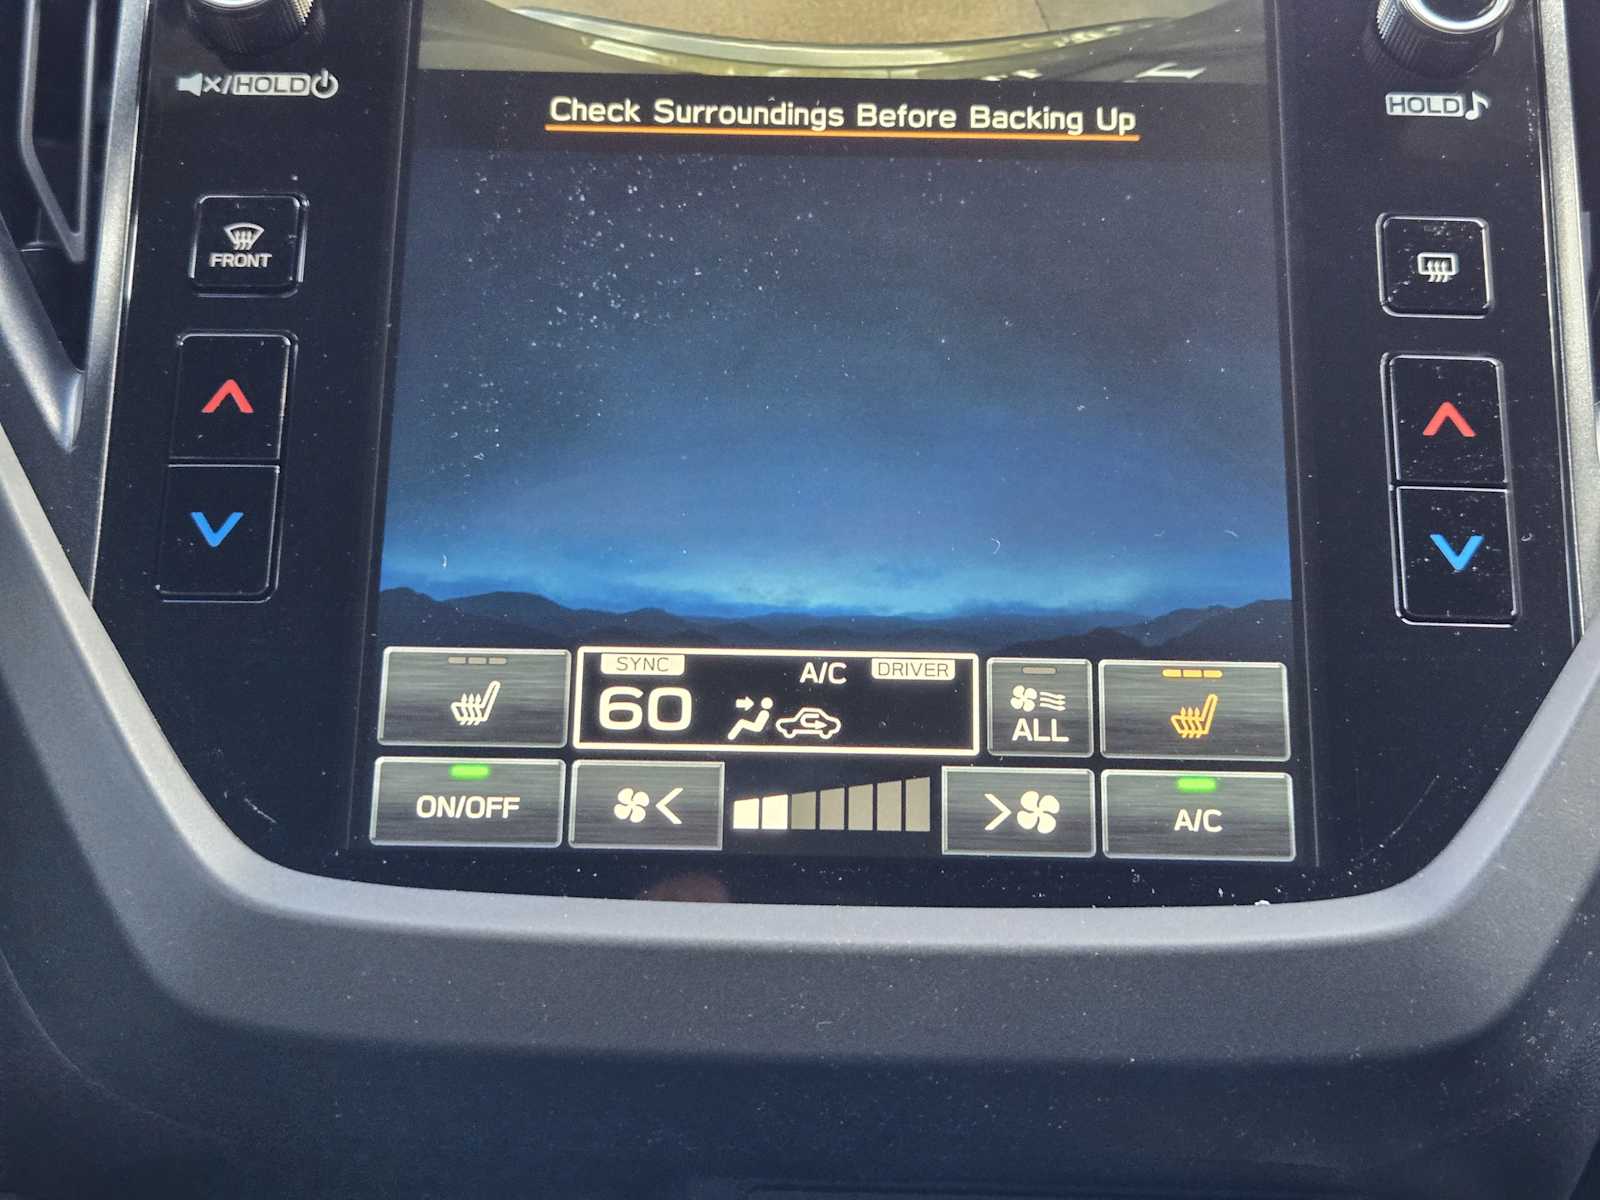 /HOLD
HOLD
Check Surroundings Before Backing Up
FRONT
SYNC
A/C
DRIVER
60
ALL
ON/OFF
A/C